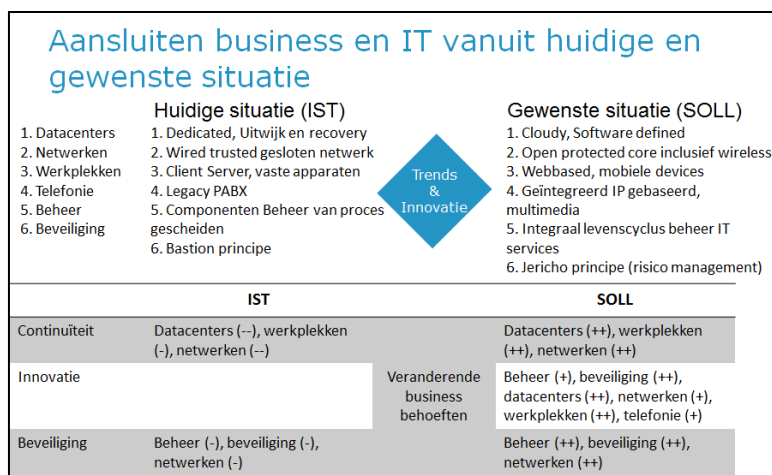 Aansluiten business en IT vanuit huidige en
gewenste situatie
Huidige situatie (IST)
Gewenste situatie (SOLL)
1. Datacenters
2. Netwerken
3. Werkplekken
4. Telefonie
5. Beheer
6. Beveiliging
1. Dedicated, Uitwijk en recovery
2. Wired trusted gesloten netwerk
3. Client Server, vaste apparaten
4. Legacy PABX
5. Componenten Beheer van proces
gescheiden
6. Bastion principe
Trends
&
Innovatie
1. Cloudy, Software defined
2. Open protected core inclusief wireless
3. Webbased, mobiele devices
4. Geïntegreerd IP gebaseerd,
multimedia
5. Integraal levenscyclus beheer IT
services
6. Jericho principe (risico management)
IST
SOLL
Continuïteit
Datacenters (--), werkplekken
(-), netwerken (--)
Datacenters (++), werkplekken
(++), netwerken (++)
Innovatie
Veranderende
business
behoeften
Beheer (+), beveiliging (++),
datacenters (++), netwerken (+),
werkplekken (++), telefonie (+)
Beveiliging
Beheer (-), beveiliging (-),
netwerken (-)
Beheer (++), beveiliging (++),
netwerken (++)